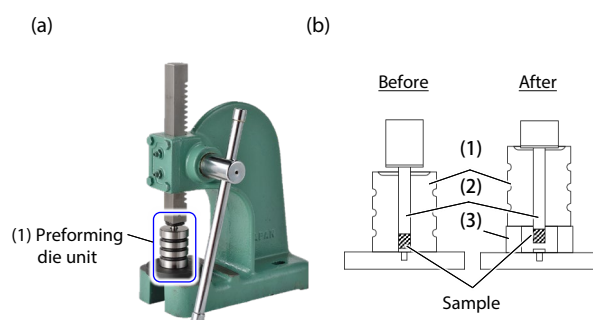 (a)
(b)
Before
After
(1)
(2)
(3)
(1) Preforming
die unit
Sample